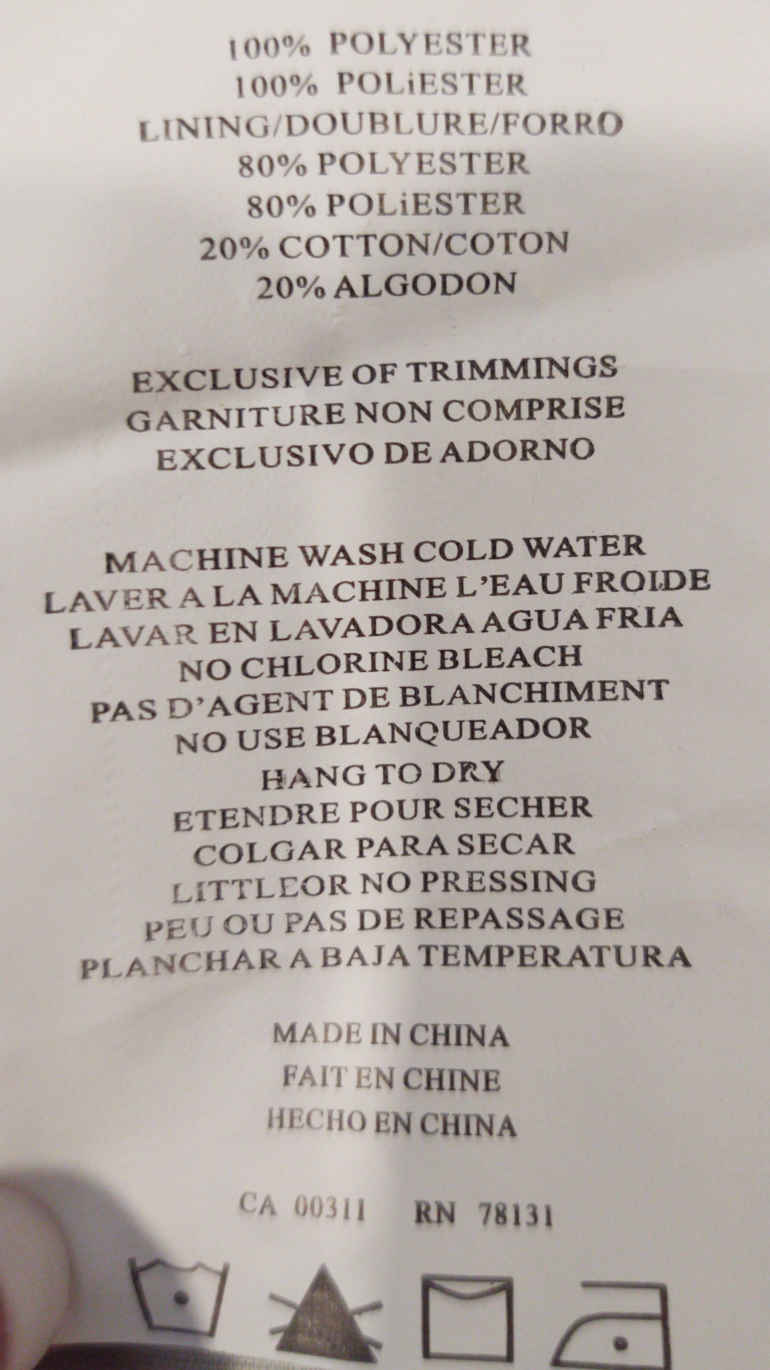 100% POLYESTER
100% POLiESTER
LINING/DOUBLURE/FORRO
80% POLYESTER
80% POLiESTER
20% COTTON/COTON
20% ALGODON
EXCLUSIVE OF TRIMMINGS
GARNITURE NON COMPRISE
EXCLUSIVO DE ADORNO
MACHINE WASH COLD WATER
LAVER A LA MACHINE L'EAU FROIDE
LAVAR EN LAVADORA AGUA FRIA
NO CHLORINE BLEACH
PAS D'AGENT DE BLANCHIMENT
NO USE BLANQUEADOR
HANG TO DRY
ETENDRE POUR SECHER
COLGAR PARA SECAR
LITTLEOR NO PRESSING
PEU OU PAS DE REPASSAGE
PLANCHAR A BAJA TEMPERATURA
MADE IN CHINA
FAIT EN CHINE
HECHO EN CHINA
CA 00311 RN 78131